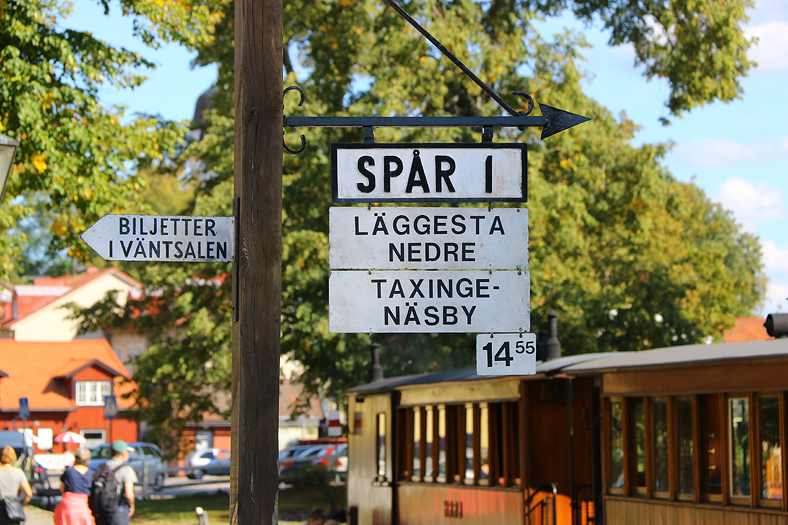 BILJETTER
I VÄNTSALEN
SPÅR 1
LÄGGESTA
NEDRE
TAXINGE-
NÄSBY
14 55